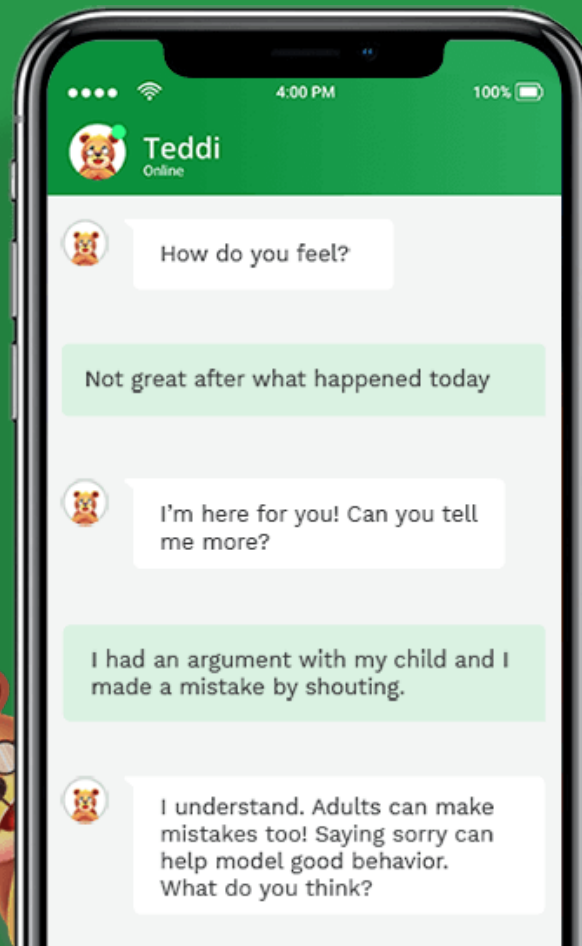 4:00 PM
100%
Teddi
Online
How do you feel?
Not great after what happened today
I’m here for you! Can you tell
me more?
I had an argument with my child and I
made a mistake by shouting.
I understand. Adults can make
mistakes too! Saying sorry can
help model good behavior.
What do you think?